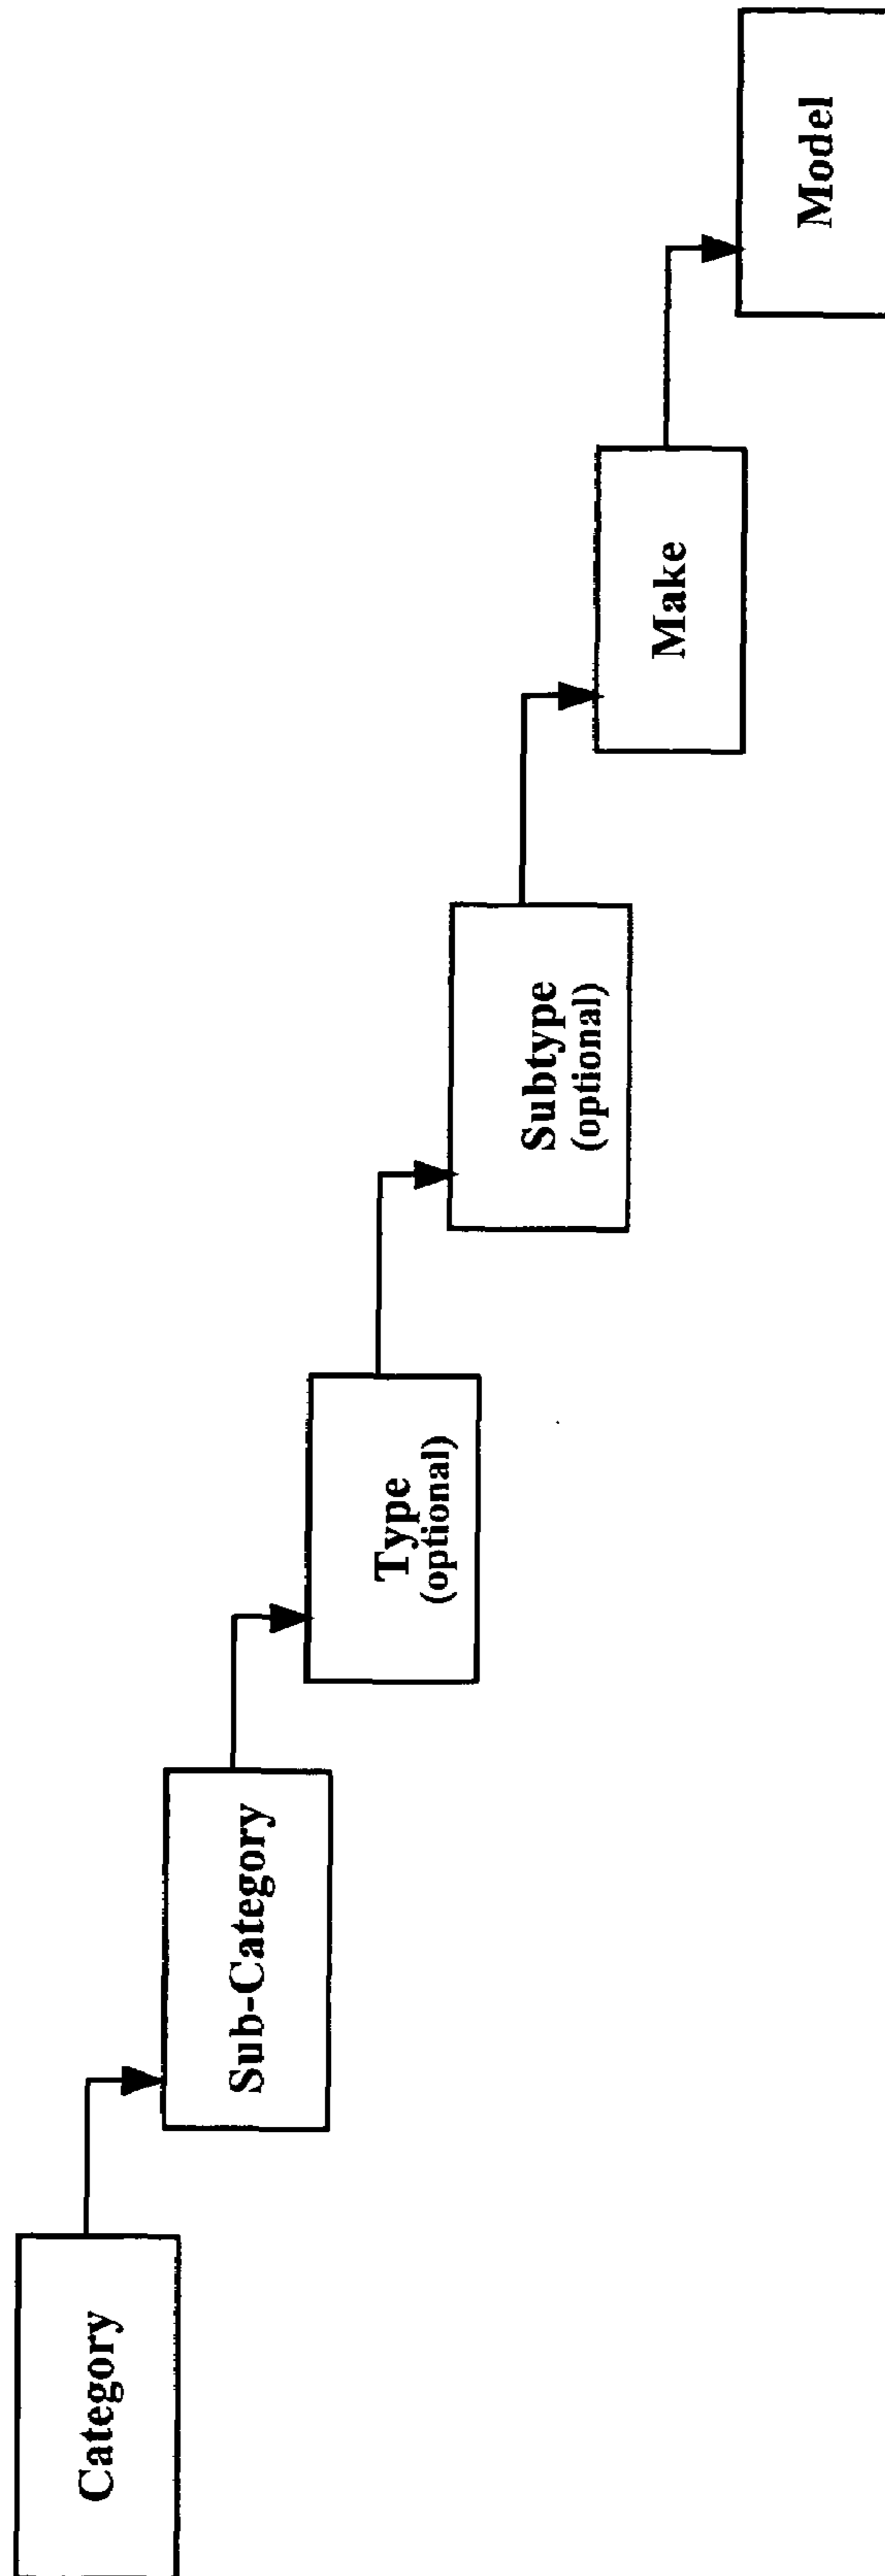 Category
Sub-Category
Type
(optional)
Subtype
(optional)
Make
Model